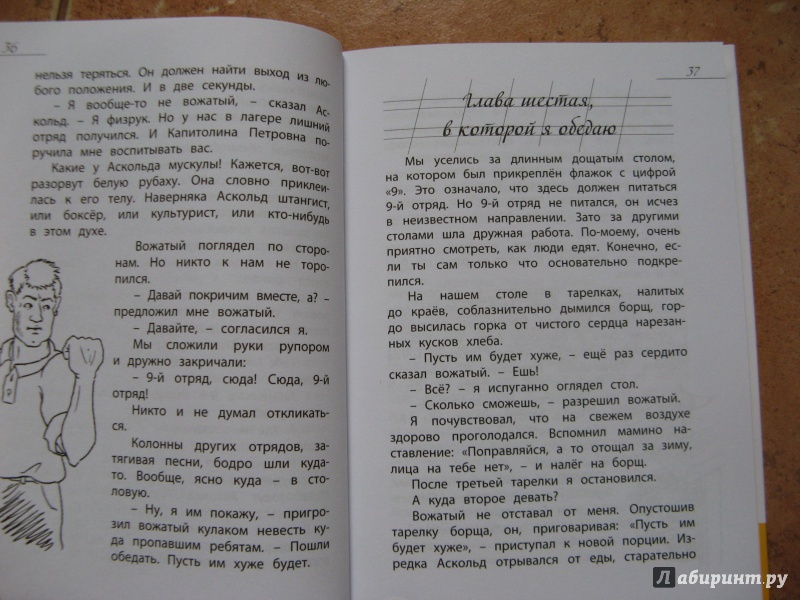 36
нельзя теряться. Он должен найти выход из лю-
бого положения. И в две секунды.
– Я вообще-то не вожатый, – сказал Ас-
кольд. – Я физрук. Но у нас в лагере лишний
отряд получился. И Капитолина Петровна по-
ручила мне воспитывать вас.
Какие у Аскольда мускулы! Кажется, вот-вот
разорвут белую рубаху. Она словно приклеи-
лась к его телу. Наверняка Аскольд штангист,
или боксёр, или культурист, или кто-нибудь
в этом духе.
Вожатый поглядел по сторо-
нам. Но никто к нам не торо-
пился.
– Давай покричим вместе, а? –
предложил мне вожатый.
– Давайте, – согласился я.
Мы сложили руки рупором
и дружно закричали:
– 9-й отряд, сюда! Сюда, 9-й
отряд!
Никто и не думал откликать-
ся.
Колонны других отрядов, за-
тягивая песни, бодро шли куда-
то. Вообще, ясно куда – в сто-
ловую.
– Ну, я им покажу, – пригро-
зил вожатый кулаком невесть ку-
да пропавшим ребятам. – Пошли
обедать. Пусть им хуже будет.
37
Глава шестая,
в которой я обедаю
Мы уселись за длинным дощатым столом,
на котором был прикреплён флажок с цифрой
«9». Это означало, что здесь должен питаться
9-й отряд. Но 9-й отряд не питался, он исчез
в неизвестном направлении. Зато за другими
столами шла дружная работа. По-моему, очень
приятно смотреть, как люди едят. Конечно, ес-
ли ты сам только что основательно подкре-
пился.
На нашем столе в тарелках, налитых
до краёв, соблазнительно дымился борщ, гор-
до высилась горка от чистого сердца нарезан-
ных кусков хлеба.
– Пусть им будет хуже, – ещё раз сердито
сказал вожатый. – Ешь!
– Всё? – я испуганно оглядел стол.
– Сколько сможешь, – разрешил вожатый.
Я почувствовал, что на свежем воздухе
здорово проголодался. Вспомнил мамино на-
ставление: «Поправляйся, а то отощал за зиму,
лица на тебе нет», – и налёг на борщ.
После третьей тарелки я остановился.
А куда второе девать?
Вожатый не отставал от меня. Опустошив
тарелку борща, он, приговаривая: «Пусть им
будет хуже», – приступал к новой порции. Из-
редка Аскольд отрывался от еды, старательно
Лабиринт.ру